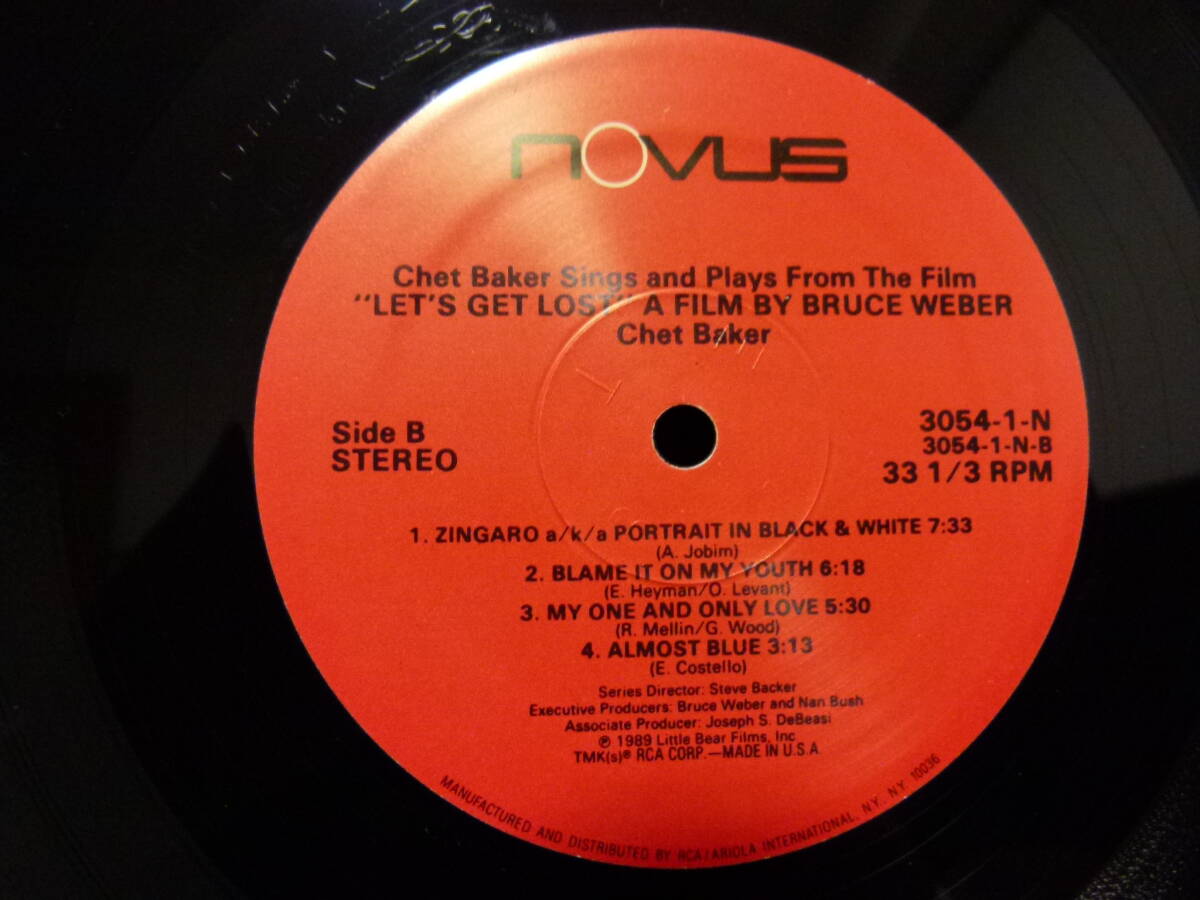 NOVUS
Chet Baker Sings and Plays From The Film
"LET'S GET LOST" A FILM BY BRUCE WEBER
Chet Baker
Side B
STEREO
3054-1-N
3054-1-N-B
33 1/3 RPM
1. ZINGARO a/k/a PORTRAIT IN BLACK & WHITE 7:33
(A. Jobim)
2. BLAME IT ON MY YOUTH 6:18
(E. Heyman/O. Levant)
3. MY ONE AND ONLY LOVE 5:30
(R. Mellin/G. Wood)
4. ALMOST BLUE 3:13
(E. Costello)
Series Director: Steve Backer
Executive Producers: Bruce Weber and Nan Bush
Associate Producer: Joseph S. DeBeasi
℗ 1989 Little Bear Films, Inc
TMK(s)® RCA CORP.—MADE IN U.S.A.
MANUFACTURED AND DISTRIBUTED BY RCA/ARIOLA INTERNATIONAL, N.Y., N.Y. 10036